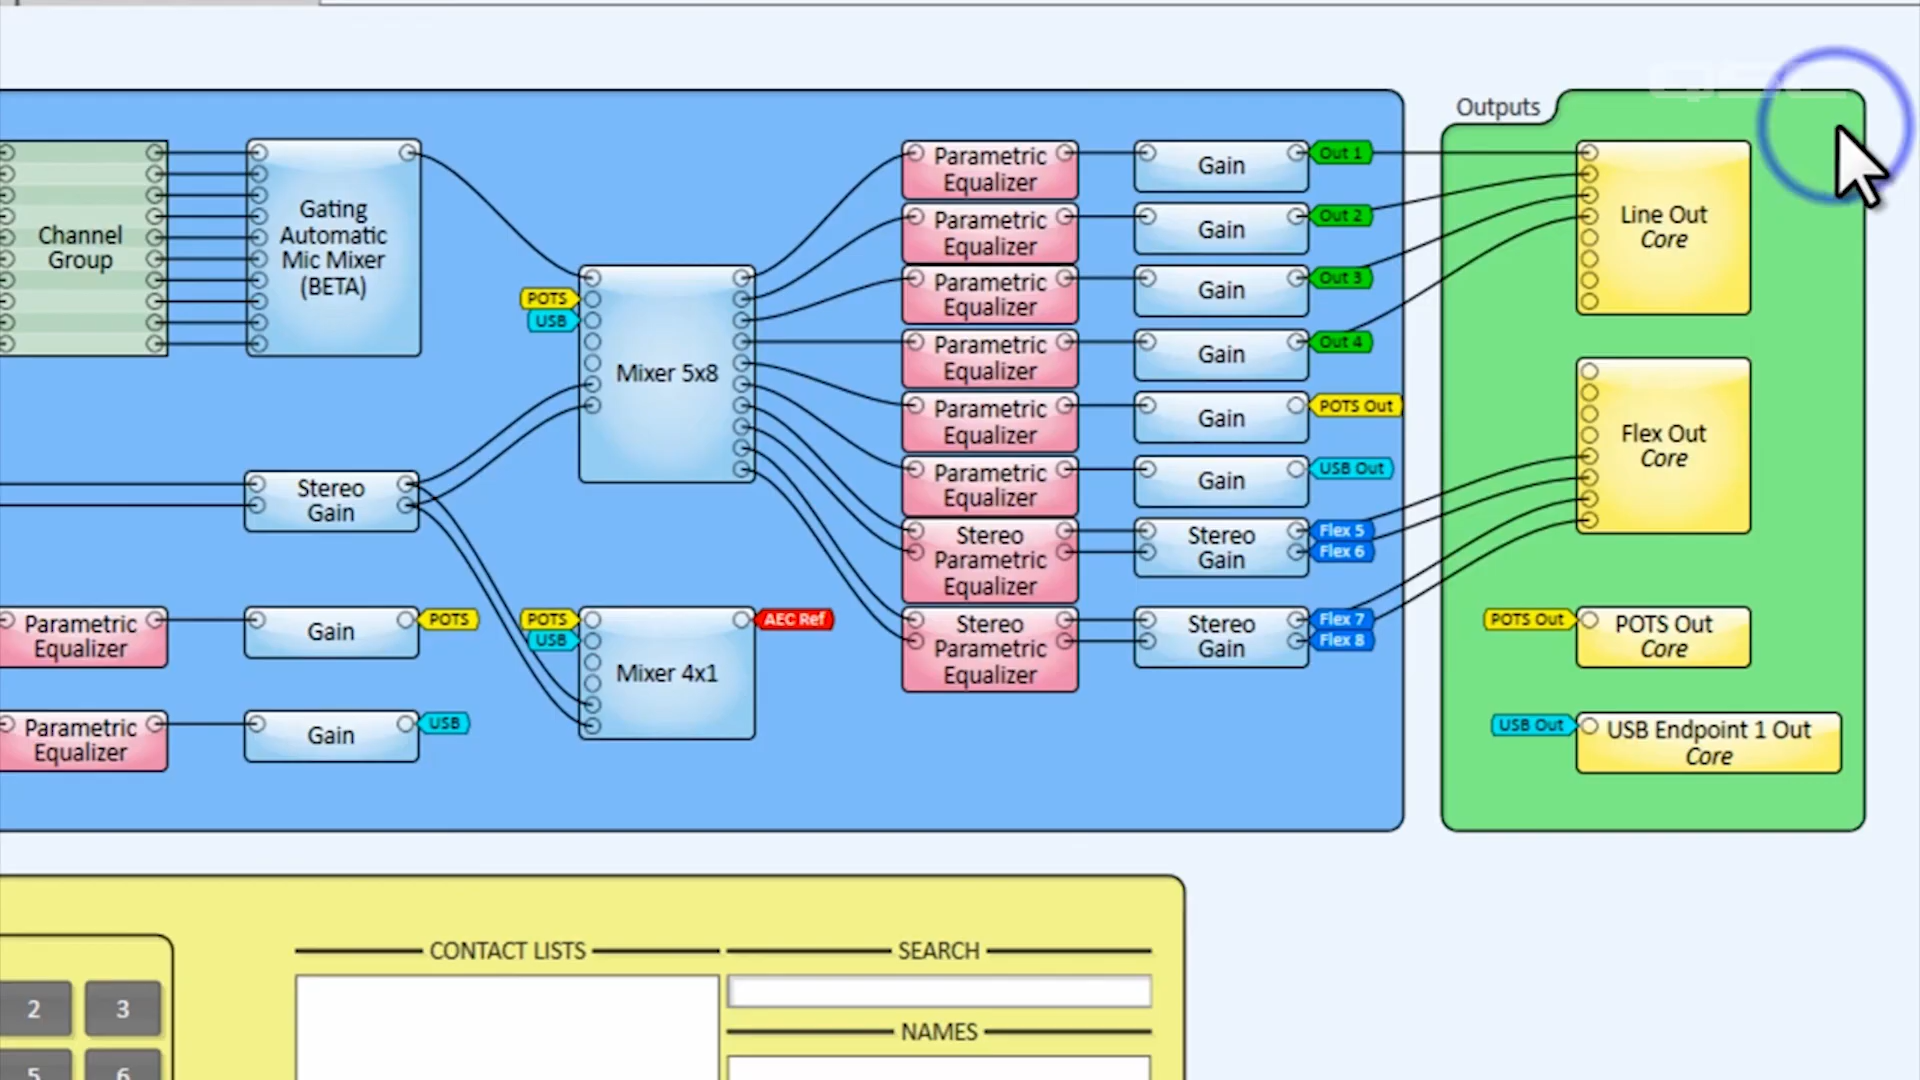 Outputs
Channel
Group
Gating
Automatic
Mic Mixer
(BETA)
POTS
USB
Mixer 5x8
Stereo
Gain
Parametric
Equalizer
Gain
POTS
Parametric
Equalizer
Gain
USB
POTS
USB
Mixer 4x1
AEC Ref
Parametric
Equalizer
Gain
Out 1
Parametric
Equalizer
Gain
Out 2
Parametric
Equalizer
Gain
Out 3
Parametric
Equalizer
Gain
Out 4
Parametric
Equalizer
Gain
POTS Out
Parametric
Equalizer
Gain
USB Out
Stereo
Parametric
Equalizer
Stereo
Gain
Flex 5
Flex 6
Stereo
Parametric
Equalizer
Stereo
Gain
Flex 7
Flex 8
Line Out
Core
Flex Out
Core
POTS Out
POTS Out
Core
USB Out
USB Endpoint 1 Out
Core
CONTACT LISTS
SEARCH
NAMES
2
3
5
6